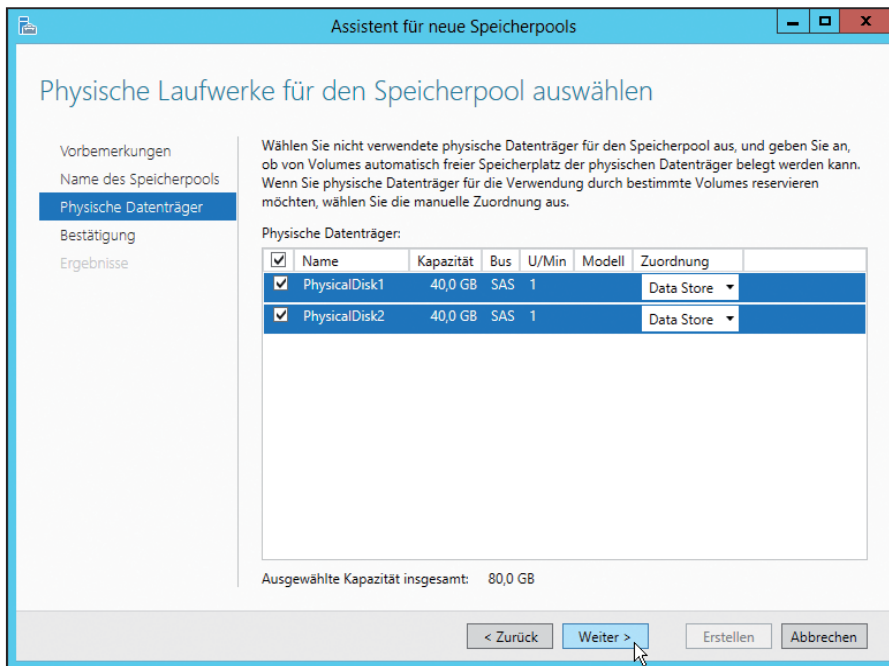 Assistent für neue Speicherpools
Physische Laufwerke für den Speicherpool auswählen
Vorbemerkungen
Name des Speicherpools
Physische Datenträger
Bestätigung
Ergebnisse
Wählen Sie nicht verwendete physische Datenträger für den Speicherpool aus, und geben Sie an,
ob von Volumes automatisch freier Speicherplatz der physischen Datenträger belegt werden kann.
Wenn Sie physische Datenträger für die Verwendung durch bestimmte Volumes reservieren
möchten, wählen Sie die manuelle Zuordnung aus.
Physische Datenträger:
Name Kapazität Bus U/Min Modell Zuordnung
PhysicalDisk1 40,0 GB SAS 1 Data Store
PhysicalDisk2 40,0 GB SAS 1 Data Store
Ausgewählte Kapazität insgesamt: 80,0 GB
< Zurück Weiter > Erstellen Abbrechen